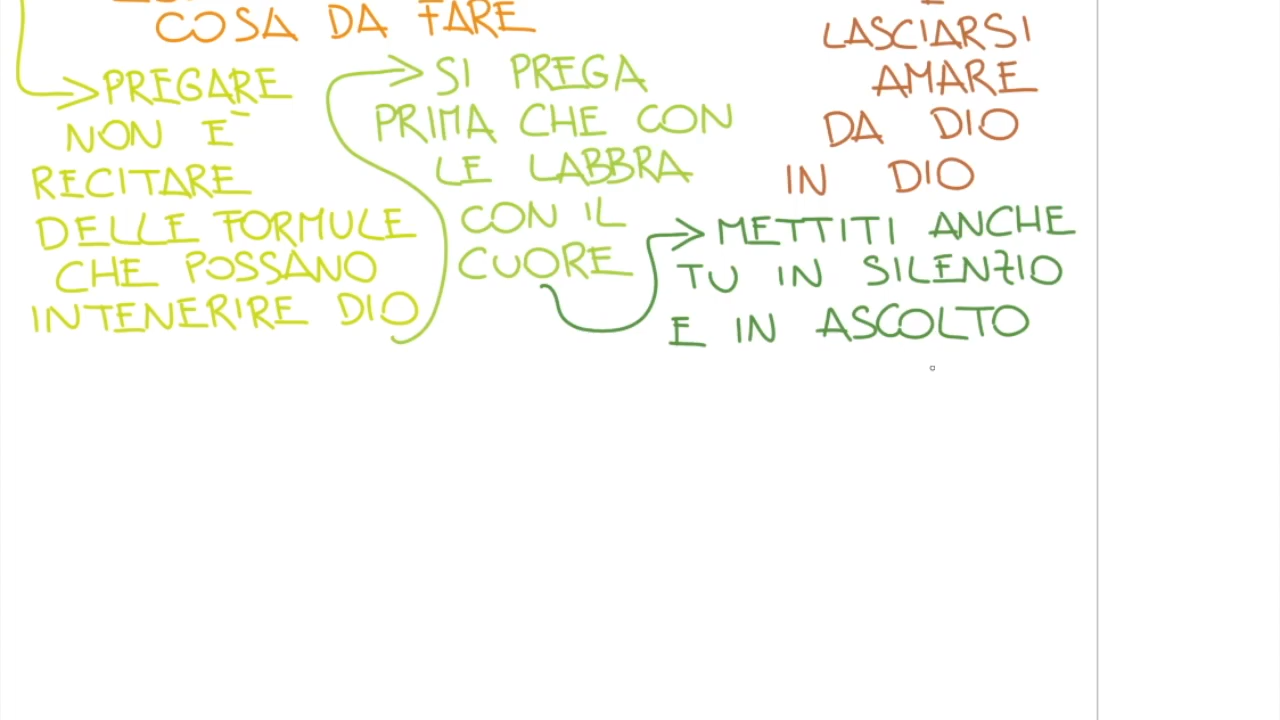 COSA DA FARE
LASCIARSI
AMARE
DA DIO
IN DIO
PREGARE
NON È
RECITARE
DELLE FORMULE
CHE POSSANO
INTENERIRE DIO
SI PREGA
PRIMA CHE CON
LE LABBRA
CON IL
CUORE
METTITI ANCHE
TU IN SILENZIO
E IN ASCOLTO